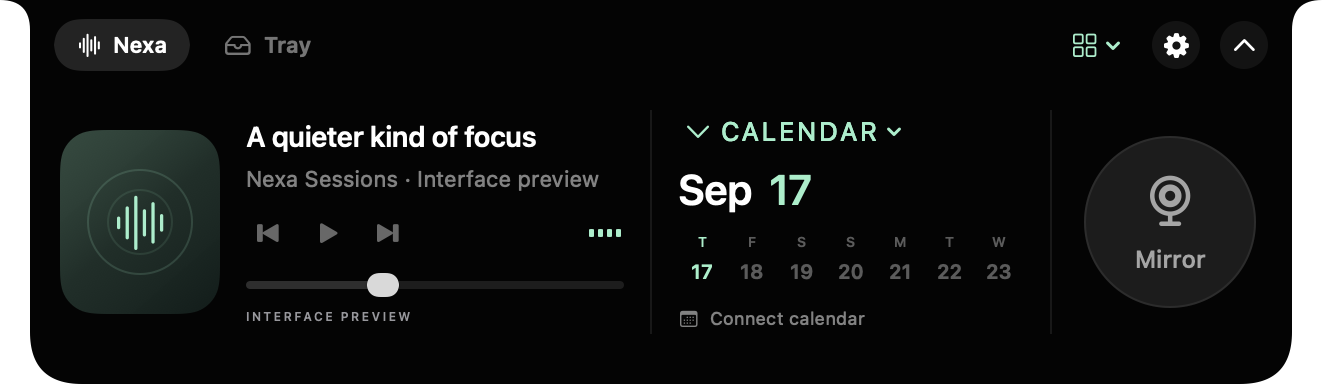 Nexa
Tray
A quieter kind of focus
Nexa Sessions · Interface preview
INTERFACE PREVIEW
CALENDAR
Sep 17
T F S S M T W
17 18 19 20 21 22 23
Connect calendar
Mirror